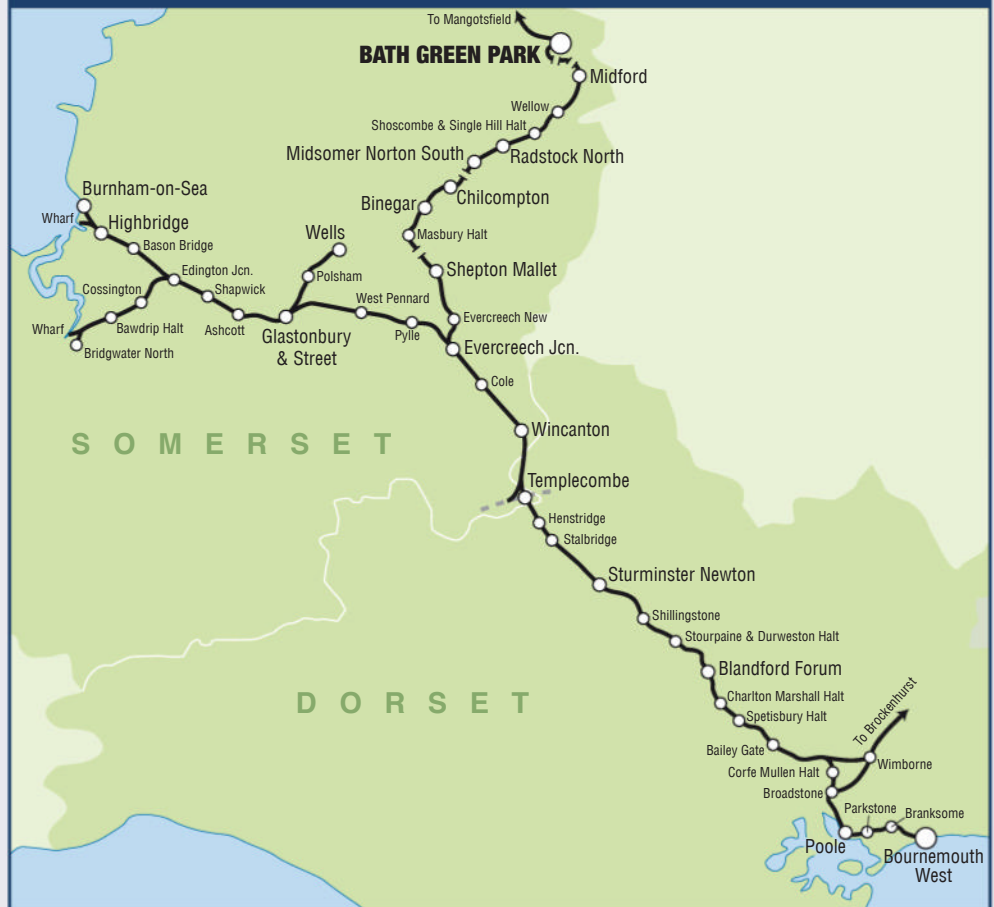 To Mangotsfield
BATH GREEN PARK
Midford
Wellow
Shoscombe & Single Hill Halt
Midsomer Norton South
Radstock North
Burnham-on-Sea
Chilcompton
Binegar
Wharf
Highbridge
Wells
Masbury Halt
Bason Bridge
Edington Jcn.
Polsham
Shepton Mallet
Cossington
Shapwick
West Pennard
Evercreech New
Wharf
Bawdrip Halt
Ashcott
Glastonbury
& Street
Pylle
Evercreech Jcn.
Bridgwater North
Cole
SOMERSET
Wincanton
Templecombe
Henstridge
Stalbridge
Sturminster Newton
Shillingstone
Stourpaine & Durweston Halt
Blandford Forum
DORSET
Charlton Marshall Halt
Spetisbury Halt
To Brockenhurst
Bailey Gate
Wimborne
Corfe Mullen Halt
Broadstone
Parkstone
Branksome
Poole
Bournemouth
West